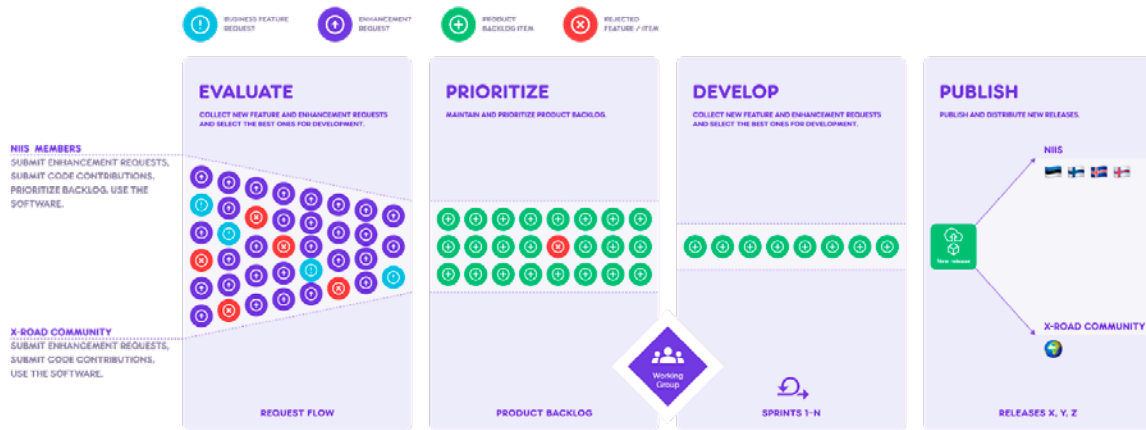 BUSINESS FEATURE
REQUEST
ENHANCEMENT
REQUEST
PRODUCT
BACKLOG ITEM
REJECTED
FEATURE / ITEM
EVALUATE
COLLECT NEW FEATURE AND ENHANCEMENT REQUESTS
AND SELECT THE BEST ONES FOR DEVELOPMENT.
PRIORITIZE
MAINTAIN AND PRIORITIZE PRODUCT BACKLOG.
DEVELOP
COLLECT NEW FEATURE AND ENHANCEMENT REQUESTS
AND SELECT THE BEST ONES FOR DEVELOPMENT.
PUBLISH
PUBLISH AND DISTRIBUTE NEW RELEASES.
NIIS MEMBERS
SUBMIT ENHANCEMENT REQUESTS,
SUBMIT CODE CONTRIBUTIONS,
PRIORITIZE BACKLOG, USE THE
SOFTWARE.
X-ROAD COMMUNITY
SUBMIT ENHANCEMENT REQUESTS,
SUBMIT CODE CONTRIBUTIONS,
USE THE SOFTWARE.
NIIS
New release
X-ROAD COMMUNITY
Working
Group
REQUEST FLOW
PRODUCT BACKLOG
SPRINTS 1-N
RELEASES X, Y, Z